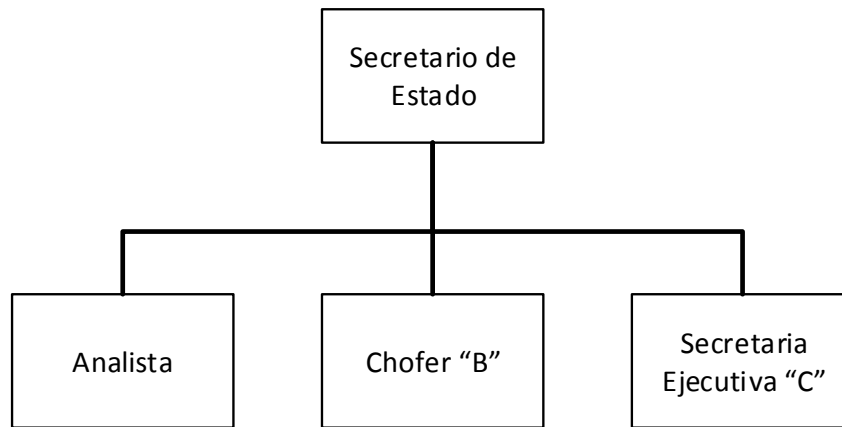 Secretario de
Estado
Analista
Chofer “B”
Secretaria
Ejecutiva “C”